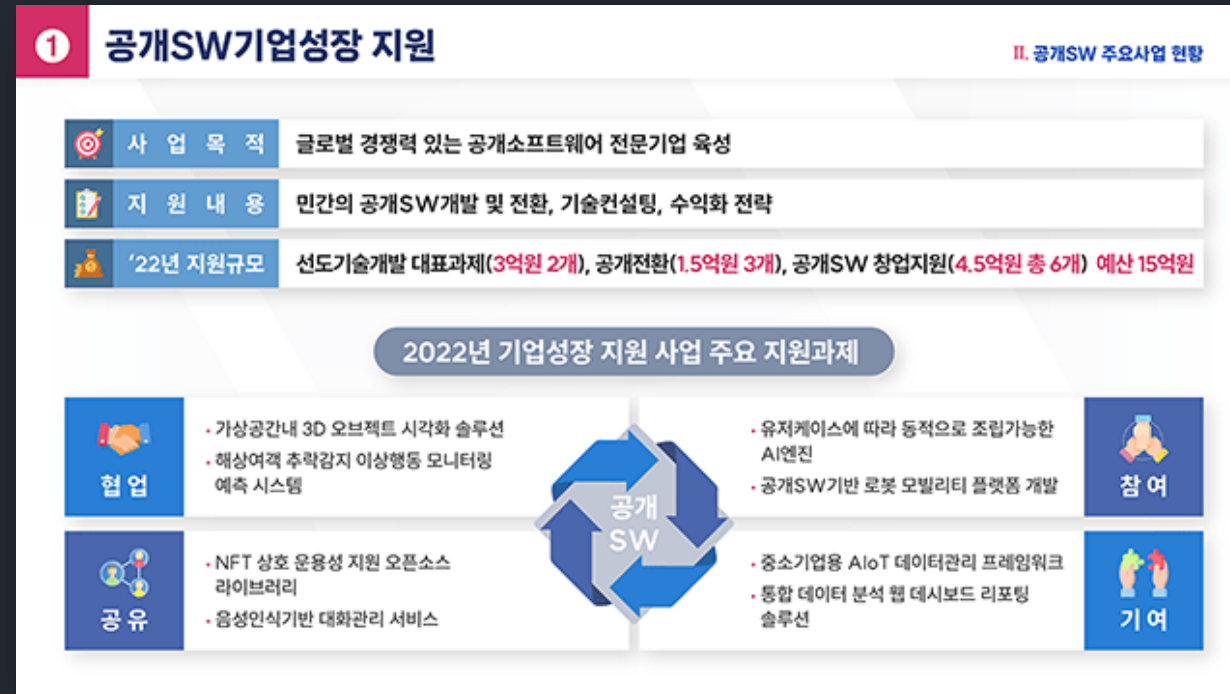 1 공개SW기업성장 지원
II. 공개SW 주요사업 현황
사 업 목 적 글로벌 경쟁력 있는 공개소프트웨어 전문기업 육성
지 원 내 용 민간의 공개SW개발 및 전환, 기술컨설팅, 수익화 전략
'22년 지원규모 선도기술개발 대표과제(3억원 2개), 공개전환(1.5억원 3개), 공개SW 창업지원(4.5억원 총 6개) 예산 15억원
2022년 기업성장 지원 사업 주요 지원과제
협 업
• 가상공간내 3D 오브젝트 시각화 솔루션
• 해상여객 추락감지 이상행동 모니터링
예측 시스템
• 유저케이스에 따라 동적으로 조립가능한
AI엔진
• 공개SW기반 로봇 모빌리티 플랫폼 개발
참 여
공개
SW
공 유
• NFT 상호 운용성 지원 오픈소스
라이브러리
• 음성인식기반 대화관리 서비스
• 중소기업용 AIoT 데이터관리 프레임워크
• 통합 데이터 분석 웹 데시보드 리포팅
솔루션
기 여